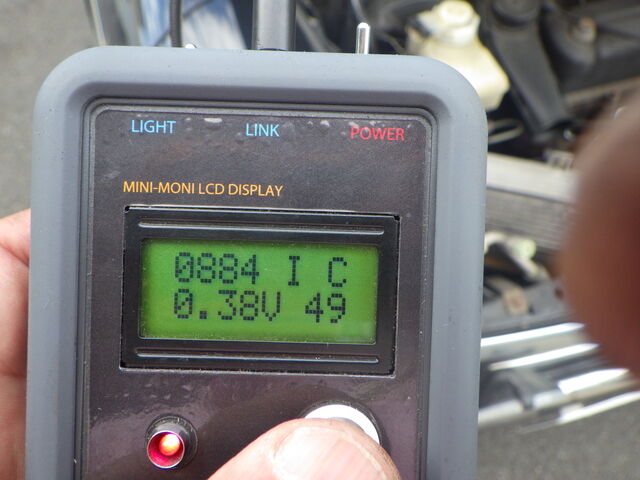 LIGHT LINK POWER
MINI-MONI LCD DISPLAY
0884 I C
0.38V 49